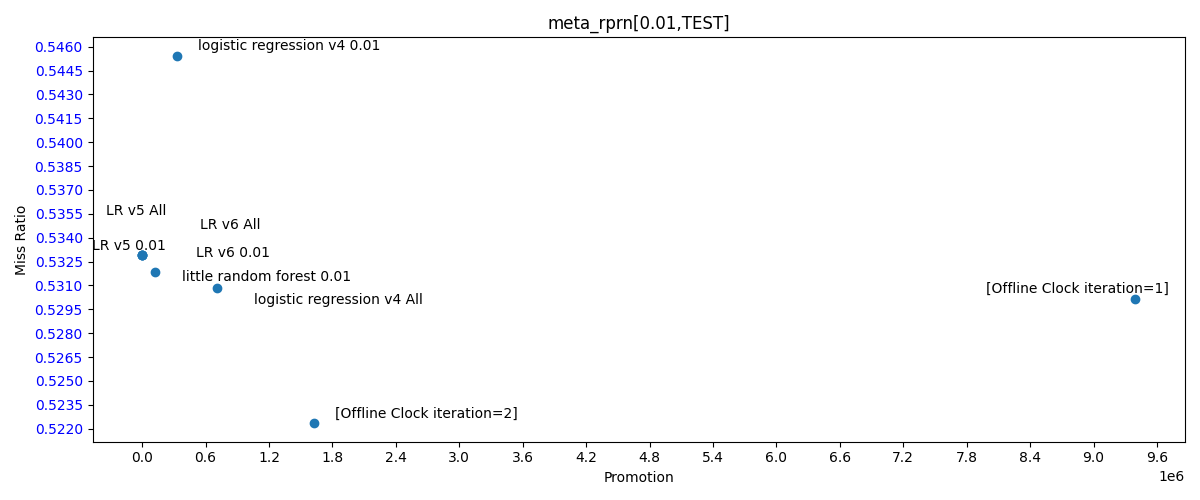 meta_rprn[0.01,TEST]
Miss Ratio
0.5460
0.5445
0.5430
0.5415
0.5400
0.5385
0.5370
0.5355
0.5340
0.5325
0.5310
0.5295
0.5280
0.5265
0.5250
0.5235
0.5220
logistic regression v4 0.01
LR v5 All
LR v6 All
LR v5 0.01
LR v6 0.01
little random forest 0.01
logistic regression v4 All
[Offline Clock iteration=1]
[Offline Clock iteration=2]
0.0 0.6 1.2 1.8 2.4 3.0 3.6 4.2 4.8 5.4 6.0 6.6 7.2 7.8 8.4 9.0 9.6
Promotion
1e6